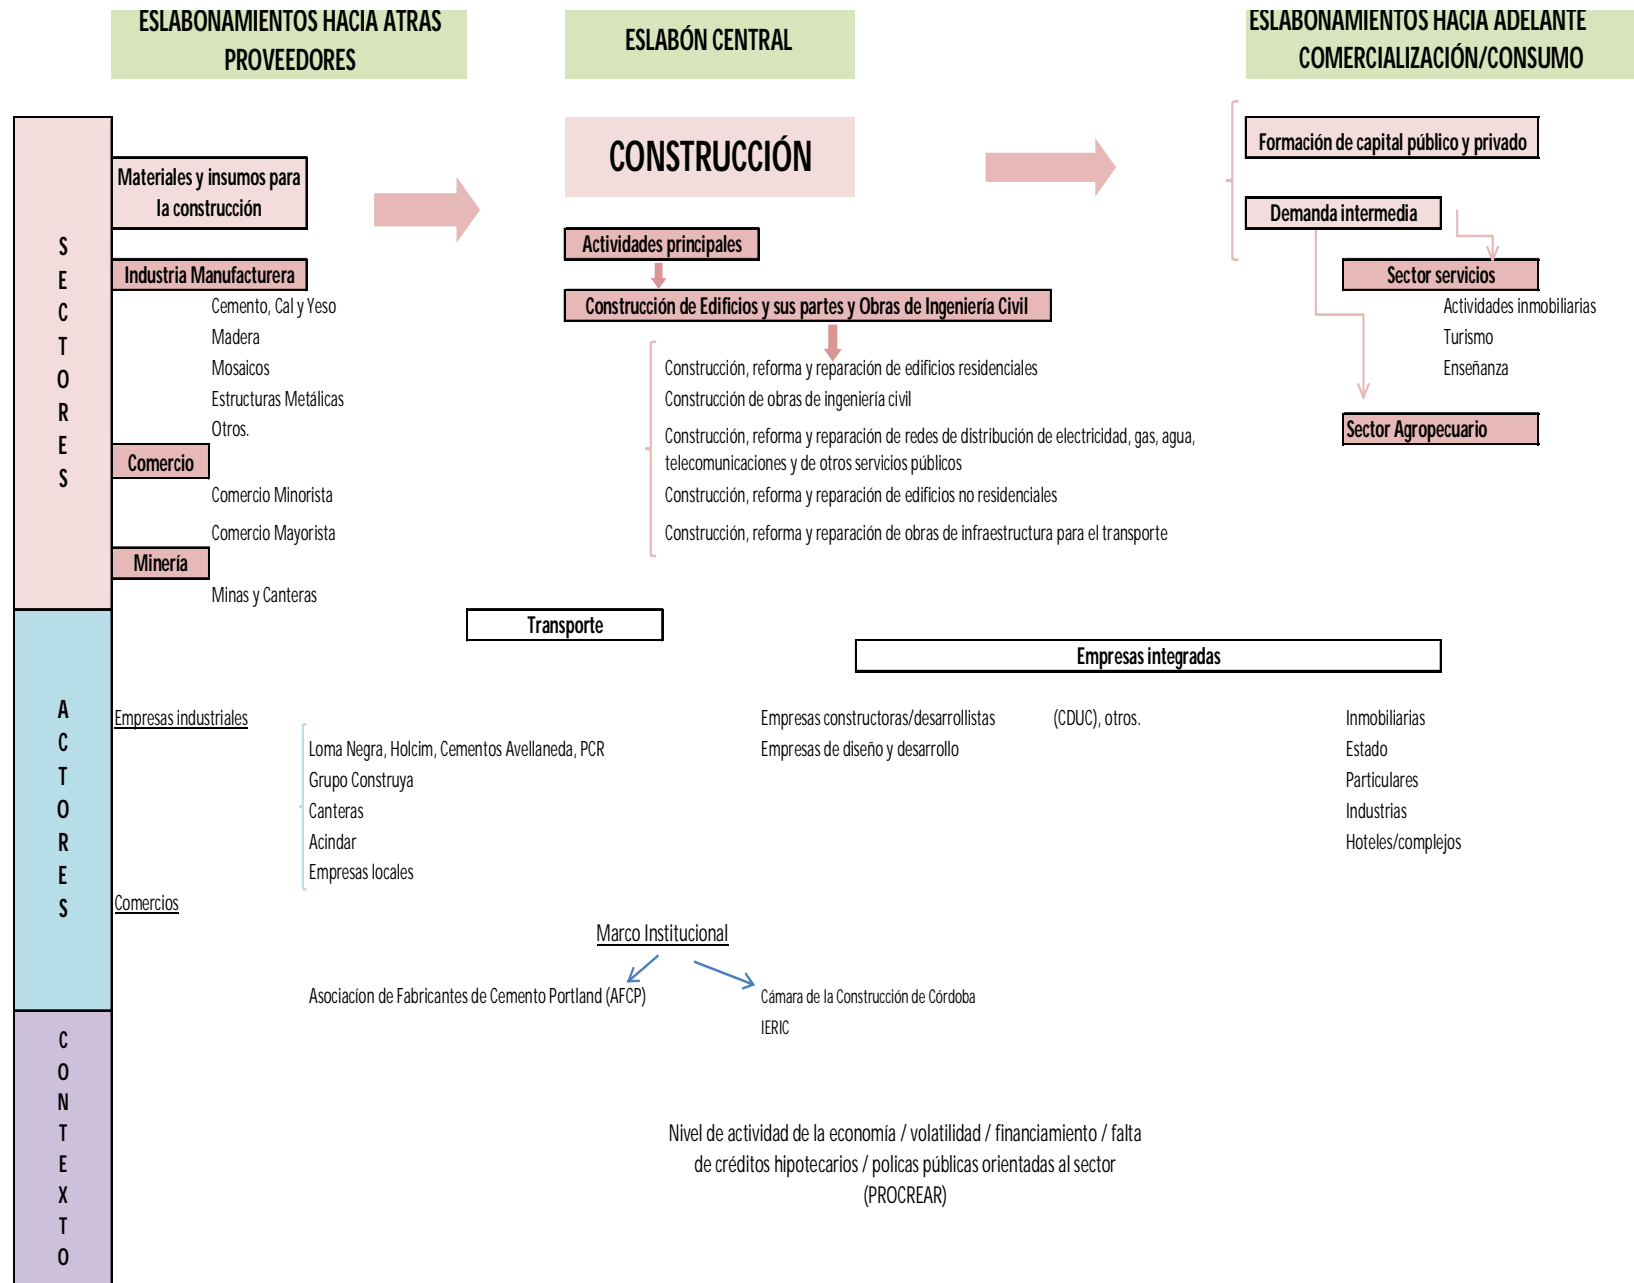 ESLABONAMIENTOS HACIA ATRAS
PROVEEDORES
ESLABÓN CENTRAL
ESLABONAMIENTOS HACIA ADELANTE
COMERCIALIZACIÓN/CONSUMO
SECTORES
Materiales y insumos para
la construcción
Industria Manufacturera
Cemento, Cal y Yeso
Madera
Mosaicos
Estructuras Metálicas
Otros.
Comercio
Comercio Minorista
Comercio Mayorista
Minería
Minas y Canteras
CONSTRUCCIÓN
Actividades principales
Construcción de Edificios y sus partes y Obras de Ingeniería Civil
Construcción, reforma y reparación de edificios residenciales
Construcción de obras de ingeniería civil
Construcción, reforma y reparación de redes de distribución de electricidad, gas, agua,
telecomunicaciones y de otros servicios públicos
Construcción, reforma y reparación de edificios no residenciales
Construcción, reforma y reparación de obras de infraestructura para el transporte
Formación de capital público y privado
Demanda intermedia
Sector servicios
Actividades inmobiliarias
Turismo
Enseñanza
Sector Agropecuario
Transporte
Empresas integradas
ACTORES
Empresas industriales
Loma Negra, Holcim, Cementos Avellaneda, PCR
Grupo Construya
Canteras
Acindar
Empresas locales
Comercios
Empresas constructoras/desarrollistas (CDUC), otros.
Empresas de diseño y desarrollo
Inmobiliarias
Estado
Particulares
Industrias
Hoteles/complejos
Marco Institucional
Asociacíon de Fabricantes de Cemento Portland (AFCP)
Cámara de la Construcción de Córdoba
IERIC
CONTEXTO
Nivel de actividad de la economía / volatilidad / financiamiento / falta
de créditos hipotecarios / policas públicas orientadas al sector
(PROCREAR)